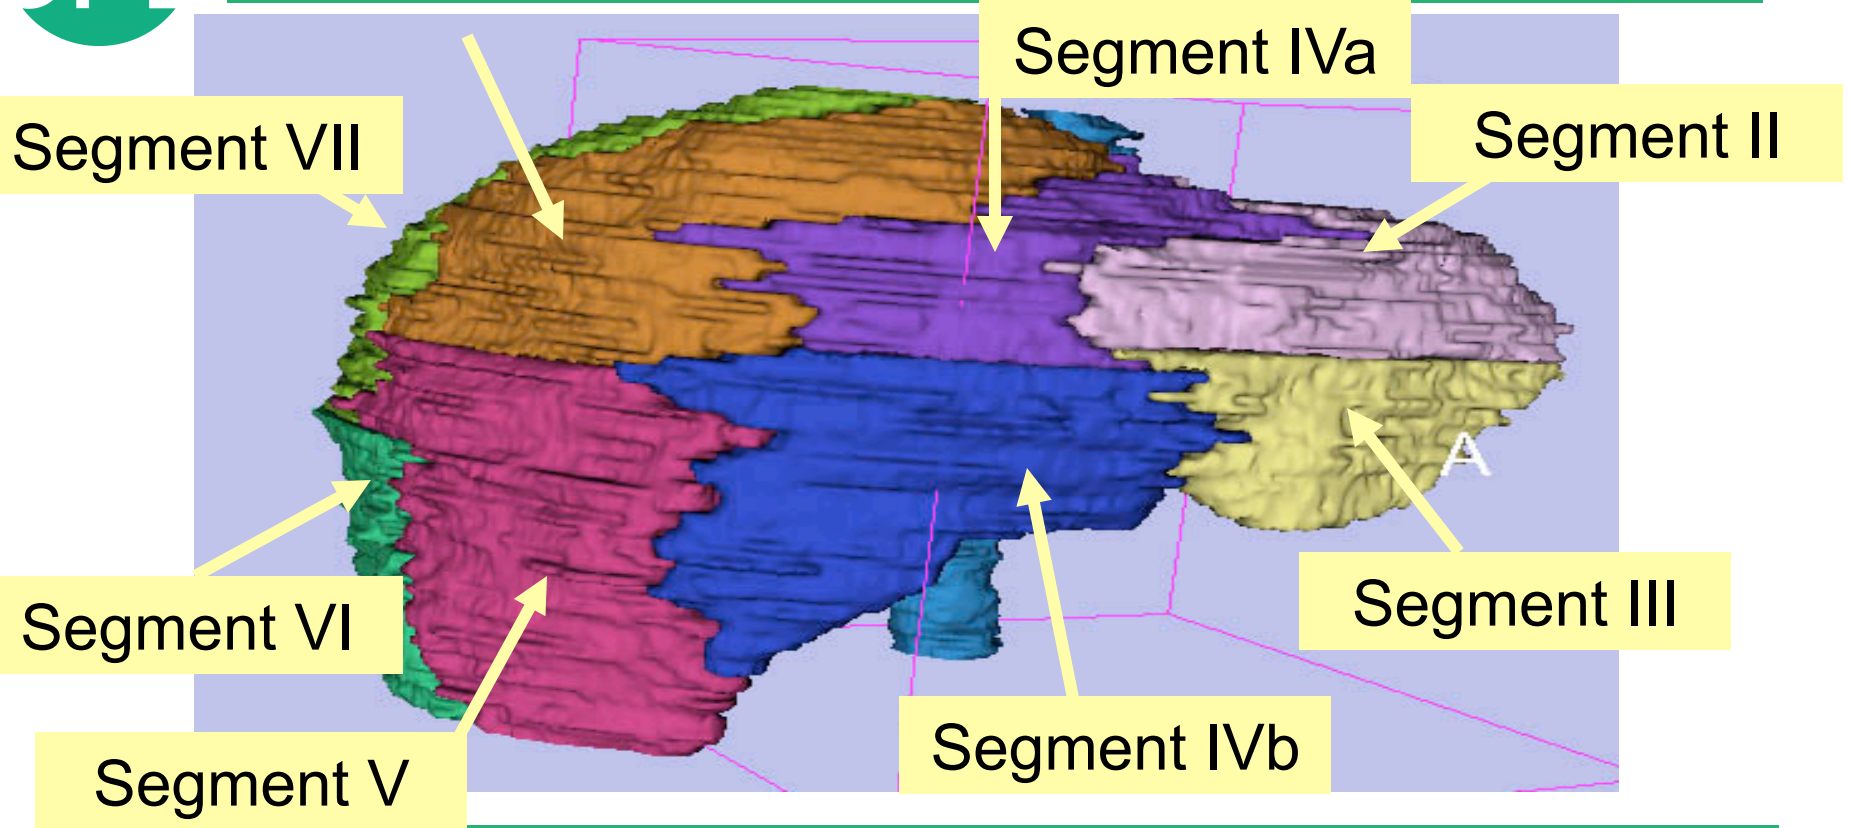 Segment IVa
Segment II
Segment VII
A
Segment III
Segment VI
Segment IVb
Segment V